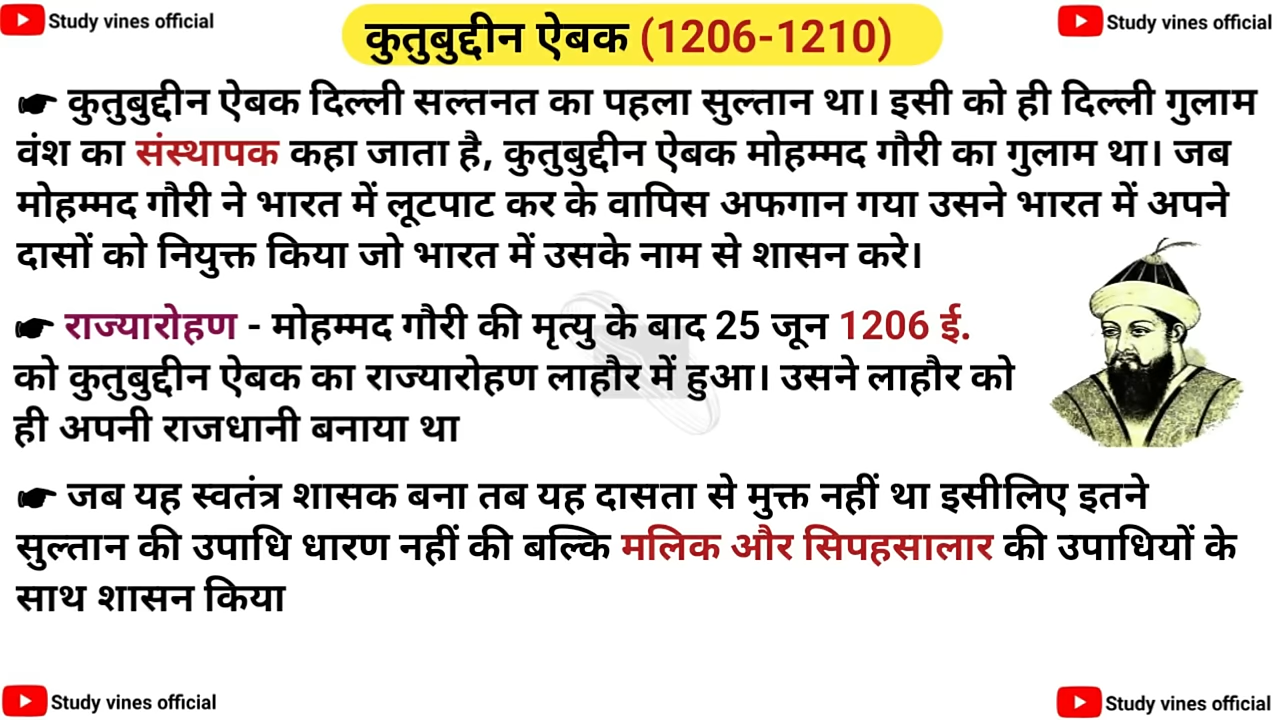 Study vines official
कुतुबुद्दीन ऐबक (1206-1210)
Study vines official
☛ कुतुबुद्दीन ऐबक दिल्ली सल्तनत का पहला सुल्तान था। इसी को ही दिल्ली गुलाम
वंश का संस्थापक कहा जाता है, कुतुबुद्दीन ऐबक मोहम्मद गौरी का गुलाम था। जब
मोहम्मद गौरी ने भारत में लूटपाट कर के वापिस अफगान गया उसने भारत में अपने
दासों को नियुक्त किया जो भारत में उसके नाम से शासन करे।
☛ राज्यारोहण - मोहम्मद गौरी की मृत्यु के बाद 25 जून 1206 ई.
को कुतुबुद्दीन ऐबक का राज्यारोहण लाहौर में हुआ। उसने लाहौर को
ही अपनी राजधानी बनाया था
☛ जब यह स्वतंत्र शासक बना तब यह दासता से मुक्त नहीं था इसीलिए इतने
सुल्तान की उपाधि धारण नहीं की बल्कि मलिक और सिपहसालार की उपाधियों के
साथ शासन किया
Study vines official
Study vines official